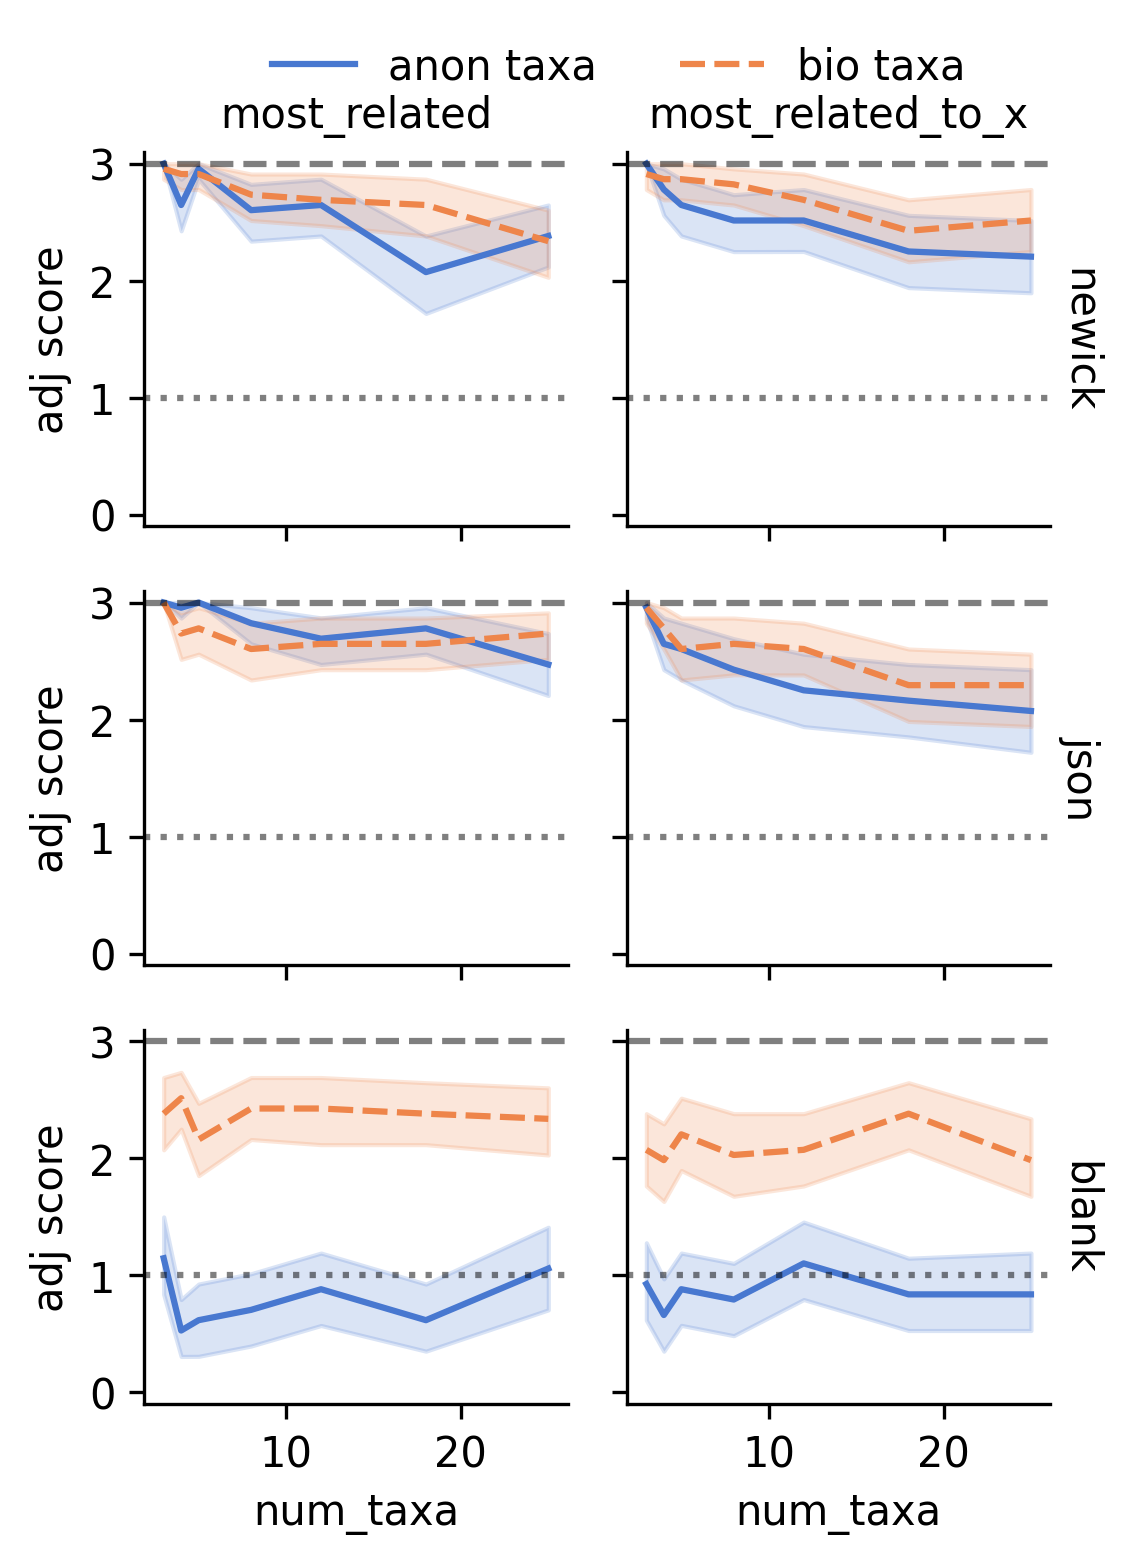 anon taxa bio taxa
most_related most_related_to_x
3
2
1
0
adj score
newick
3
2
1
0
adj score
json
3
2
1
0
adj score
blank
10 20 10 20
num_taxa num_taxa